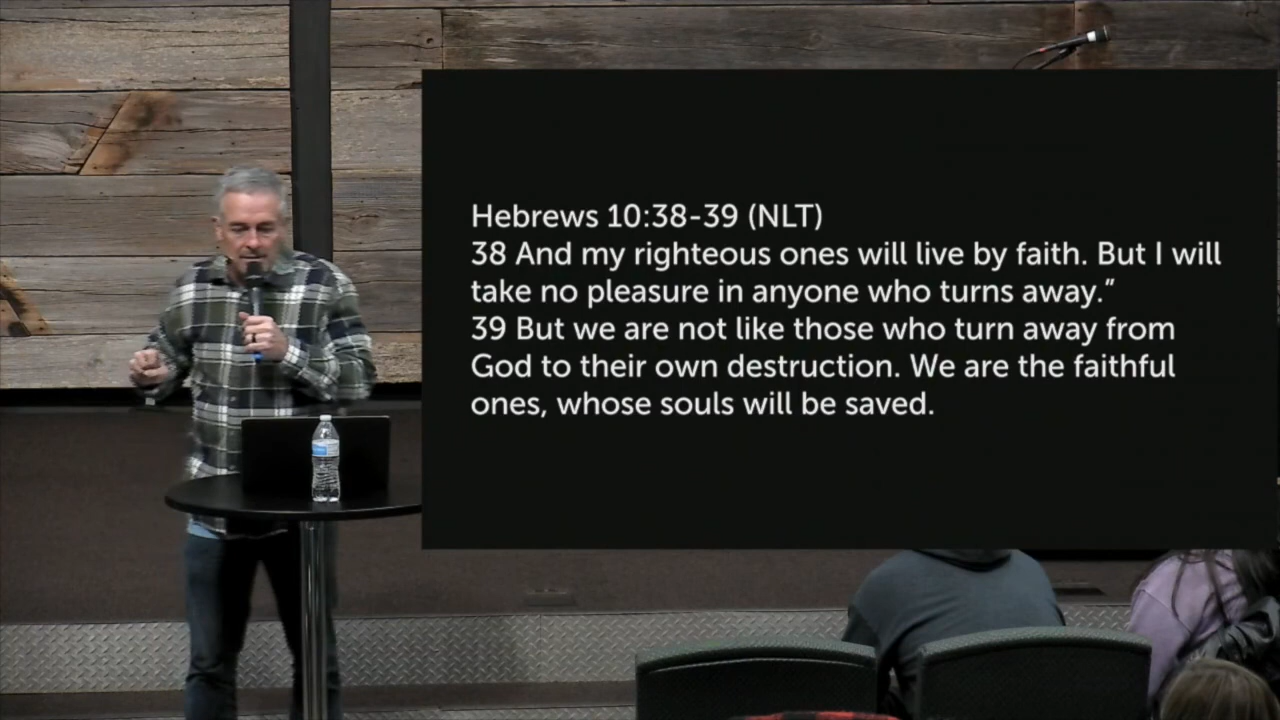 Hebrews 10:38-39 (NLT)
38 And my righteous ones will live by faith. But I will
take no pleasure in anyone who turns away.”
39 But we are not like those who turn away from
God to their own destruction. We are the faithful
ones, whose souls will be saved.